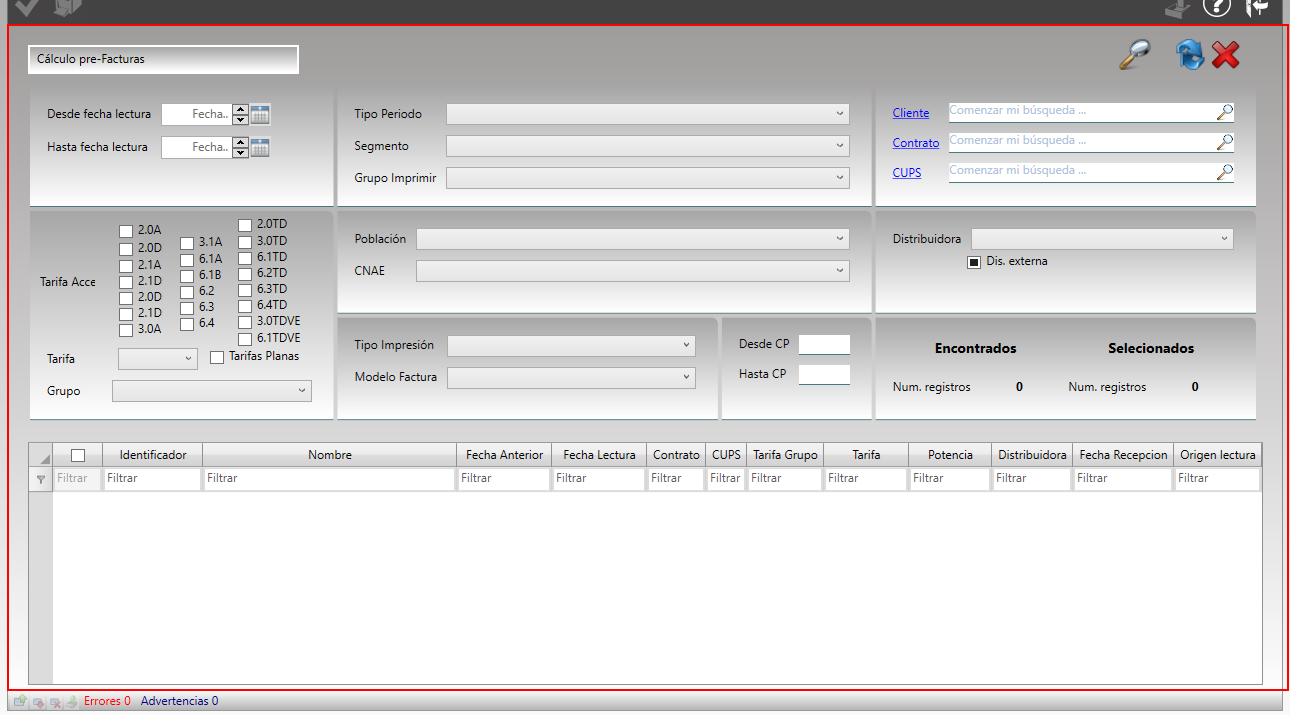 Cálculo pre-Facturas
Desde fecha lectura Fecha..
Hasta fecha lectura Fecha..
Tipo Periodo
Segmento
Grupo Imprimir
Cliente Comenzar mi búsqueda ...
Contrato Comenzar mi búsqueda ...
CUPS Comenzar mi búsqueda ...
Tarifa Acce
2.0A
2.0D
2.1A
2.1D
2.0D
2.1D
3.0A
3.1A
6.1A
6.1B
6.2
6.3
6.4
2.0TD
3.0TD
6.1TD
6.2TD
6.3TD
6.4TD
3.0TDVE
6.1TDVE
Tarifa Tarifas Planas
Grupo
Población
CNAE
Distribuidora
Dis. externa
Tipo Impresión
Modelo Factura
Desde CP
Hasta CP
Encontrados Selecionados
Num. registros 0 Num. registros 0
Identificador Nombre Fecha Anterior Fecha Lectura Contrato CUPS Tarifa Grupo Tarifa Potencia Distribuidora Fecha Recepcion Origen lectura
Filtrar Filtrar Filtrar Filtrar Filtrar Filtrar Filtrar Filtrar Filtrar Filtrar Filtrar Filtrar Filtrar
Errores 0 Advertencias 0